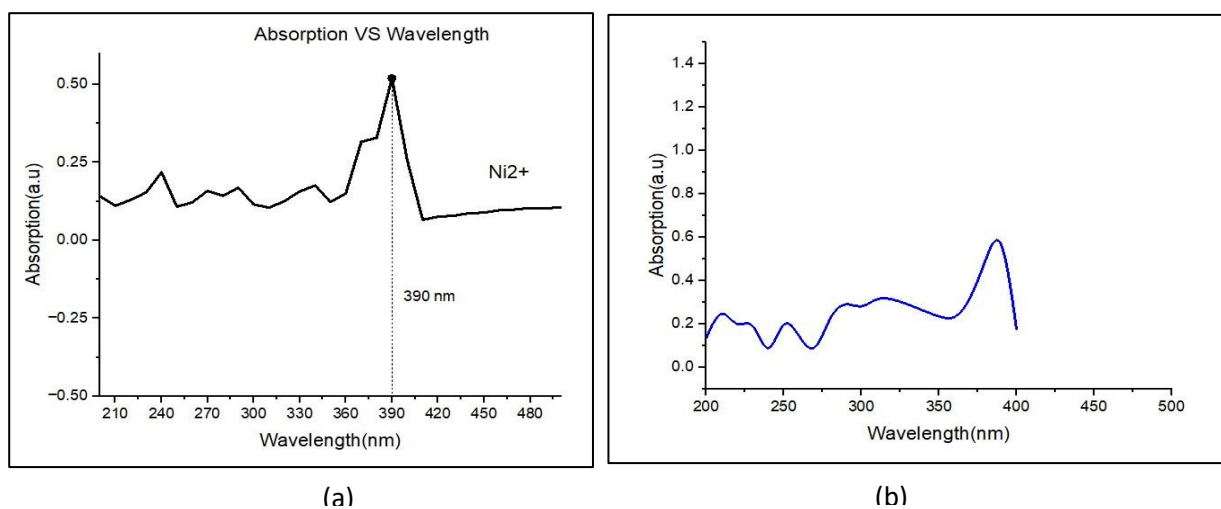 Absorption VS Wavelength
0.50
0.25
0.00
−0.25
−0.50
Absorption(a.u)
Ni2+
390 nm
210 240 270 300 330 360 390 420 450 480
Wavelength(nm)
(a)
1.4
1.2
1.0
0.8
0.6
0.4
0.2
0.0
Absorption(a.u)
200 250 300 350 400 450 500
Wavelength(nm)
(b)